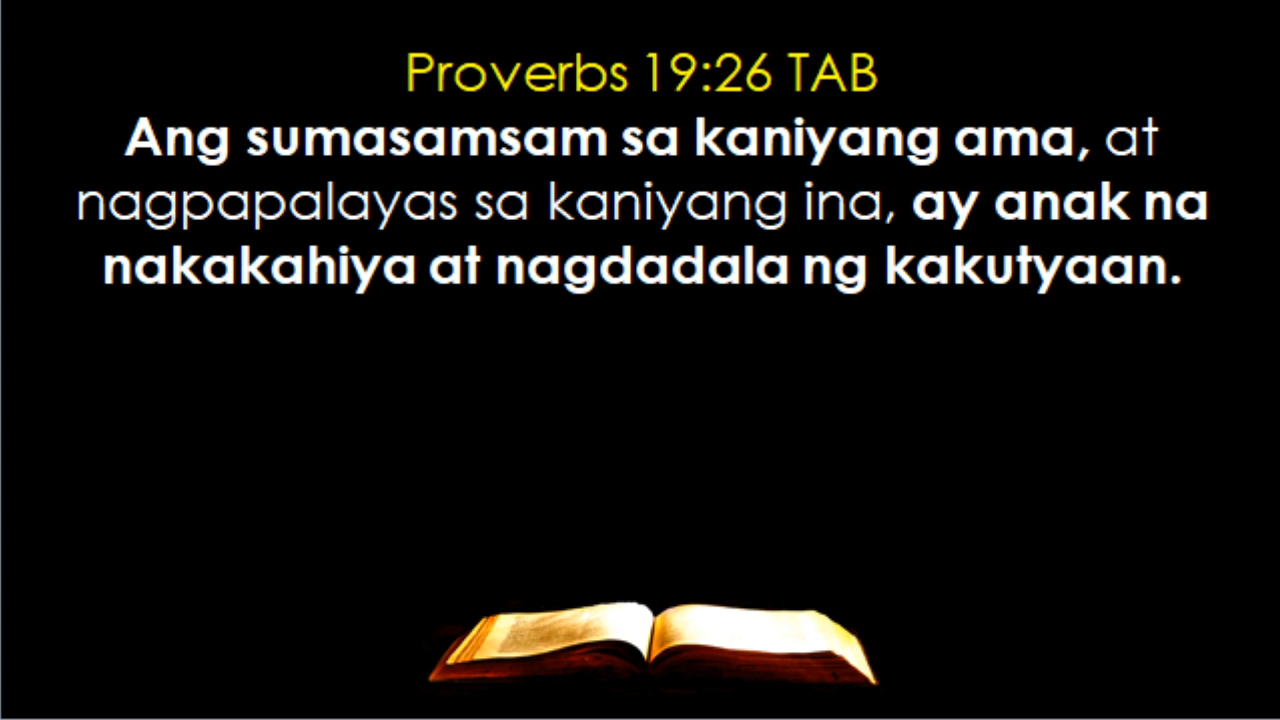 Proverbs 19:26 TAB
Ang sumasamsam sa kaniyang ama, at
nagpapalayas sa kaniyang ina, ay anak na
nakakahiya at nagdadala ng kakutyaan.